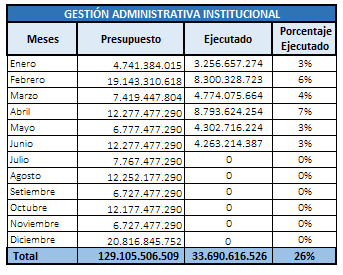 GESTIÓN ADMINISTRATIVA INSTITUCIONAL
Meses Presupuesto Ejecutado Porcentaje Ejecutado
Enero 4.741.384.015 3.256.657.274 3%
Febrero 19.143.310.618 8.300.328.723 6%
Marzo 7.419.447.804 4.774.075.664 4%
Abril 12.277.477.290 8.793.624.254 7%
Mayo 6.777.477.290 4.302.716.224 3%
Junio 12.277.477.290 4.263.214.387 3%
Julio 7.767.477.290 0 0%
Agosto 12.252.177.290 0 0%
Setiembre 6.727.477.290 0 0%
Octubre 12.177.477.290 0 0%
Noviembre 6.727.477.290 0 0%
Diciembre 20.816.845.752 0 0%
Total 129.105.506.509 33.690.616.526 26%